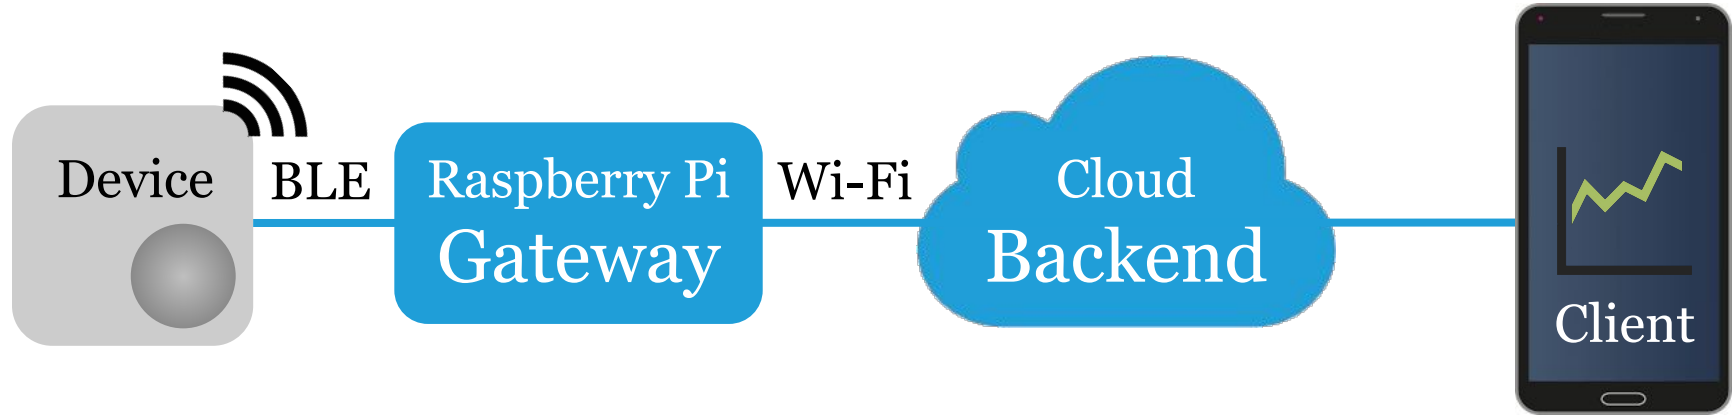 Device
BLE
Raspberry Pi
Gateway
Wi-Fi
Cloud
Backend
Client